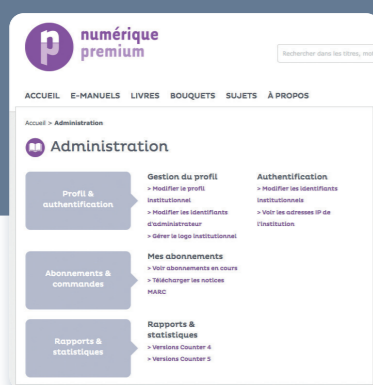 numérique
premium
Rechercher dans les titres, mot
ACCUEIL E-MANUELS LIVRES BOUQUETS SUJETS À PROPOS
Accueil > Administration
Administration
Profil &
authentification
Gestion du profil
> Modifier le profil
institutionnel
> Modifier les identifiants
d'administrateur
> Gérer le logo institutionnel
Authentification
> Modifier les identifiants
institutionnels
> Voir les adresses IP de
l'institution
Abonnements &
commandes
Mes abonnements
> Voir abonnements en cours
> Télécharger les notices
MARC
Rapports &
statistiques
Rapports &
statistiques
> Versions Counter 4
> Versions Counter 5